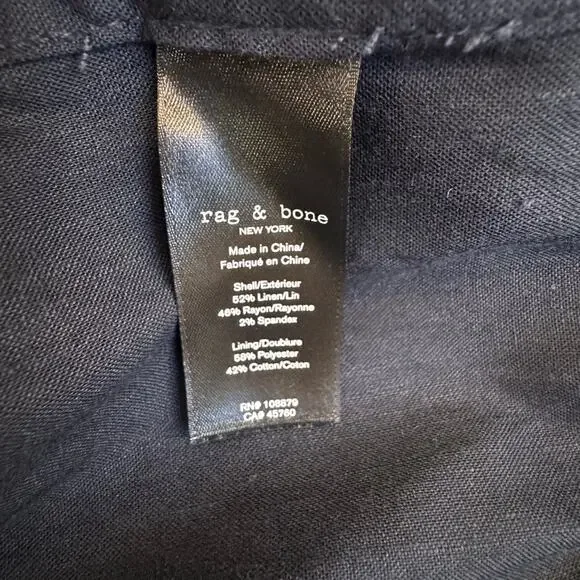 rag & bone
NEW YORK
Made in China/
Fabriqué en Chine
Shell/Extérieur
52% Linen/Lin
46% Rayon/Rayonne
2% Spandex
Lining/Doublure
58% Polyester
42% Cotton/Coton
RN# 108879
CA# 45760